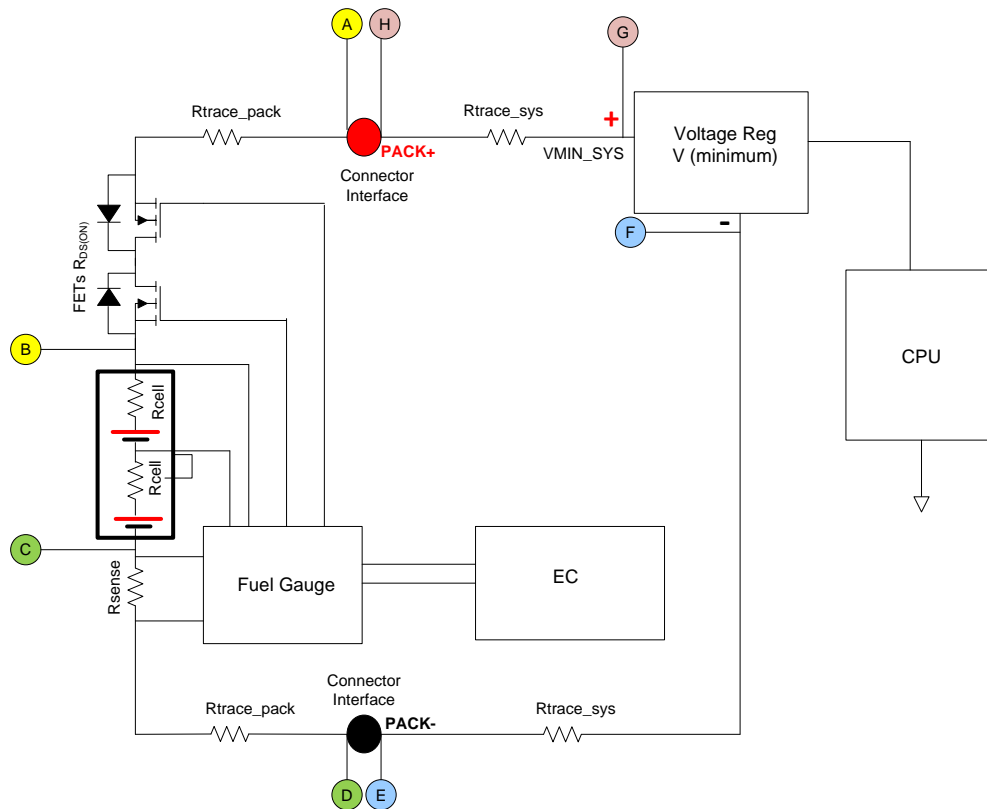 A
H
G
Rtrace_pack
Rtrace_sys
+
Voltage Reg
V (minimum)
PACK+
VMIN_SYS
Connector
Interface
-
F
FETs RDS(ON)
B
CPU
Rcell
Rcell
C
Rsense
Fuel Gauge
EC
Connector
Interface
Rtrace_pack
PACK-
Rtrace_sys
D
E